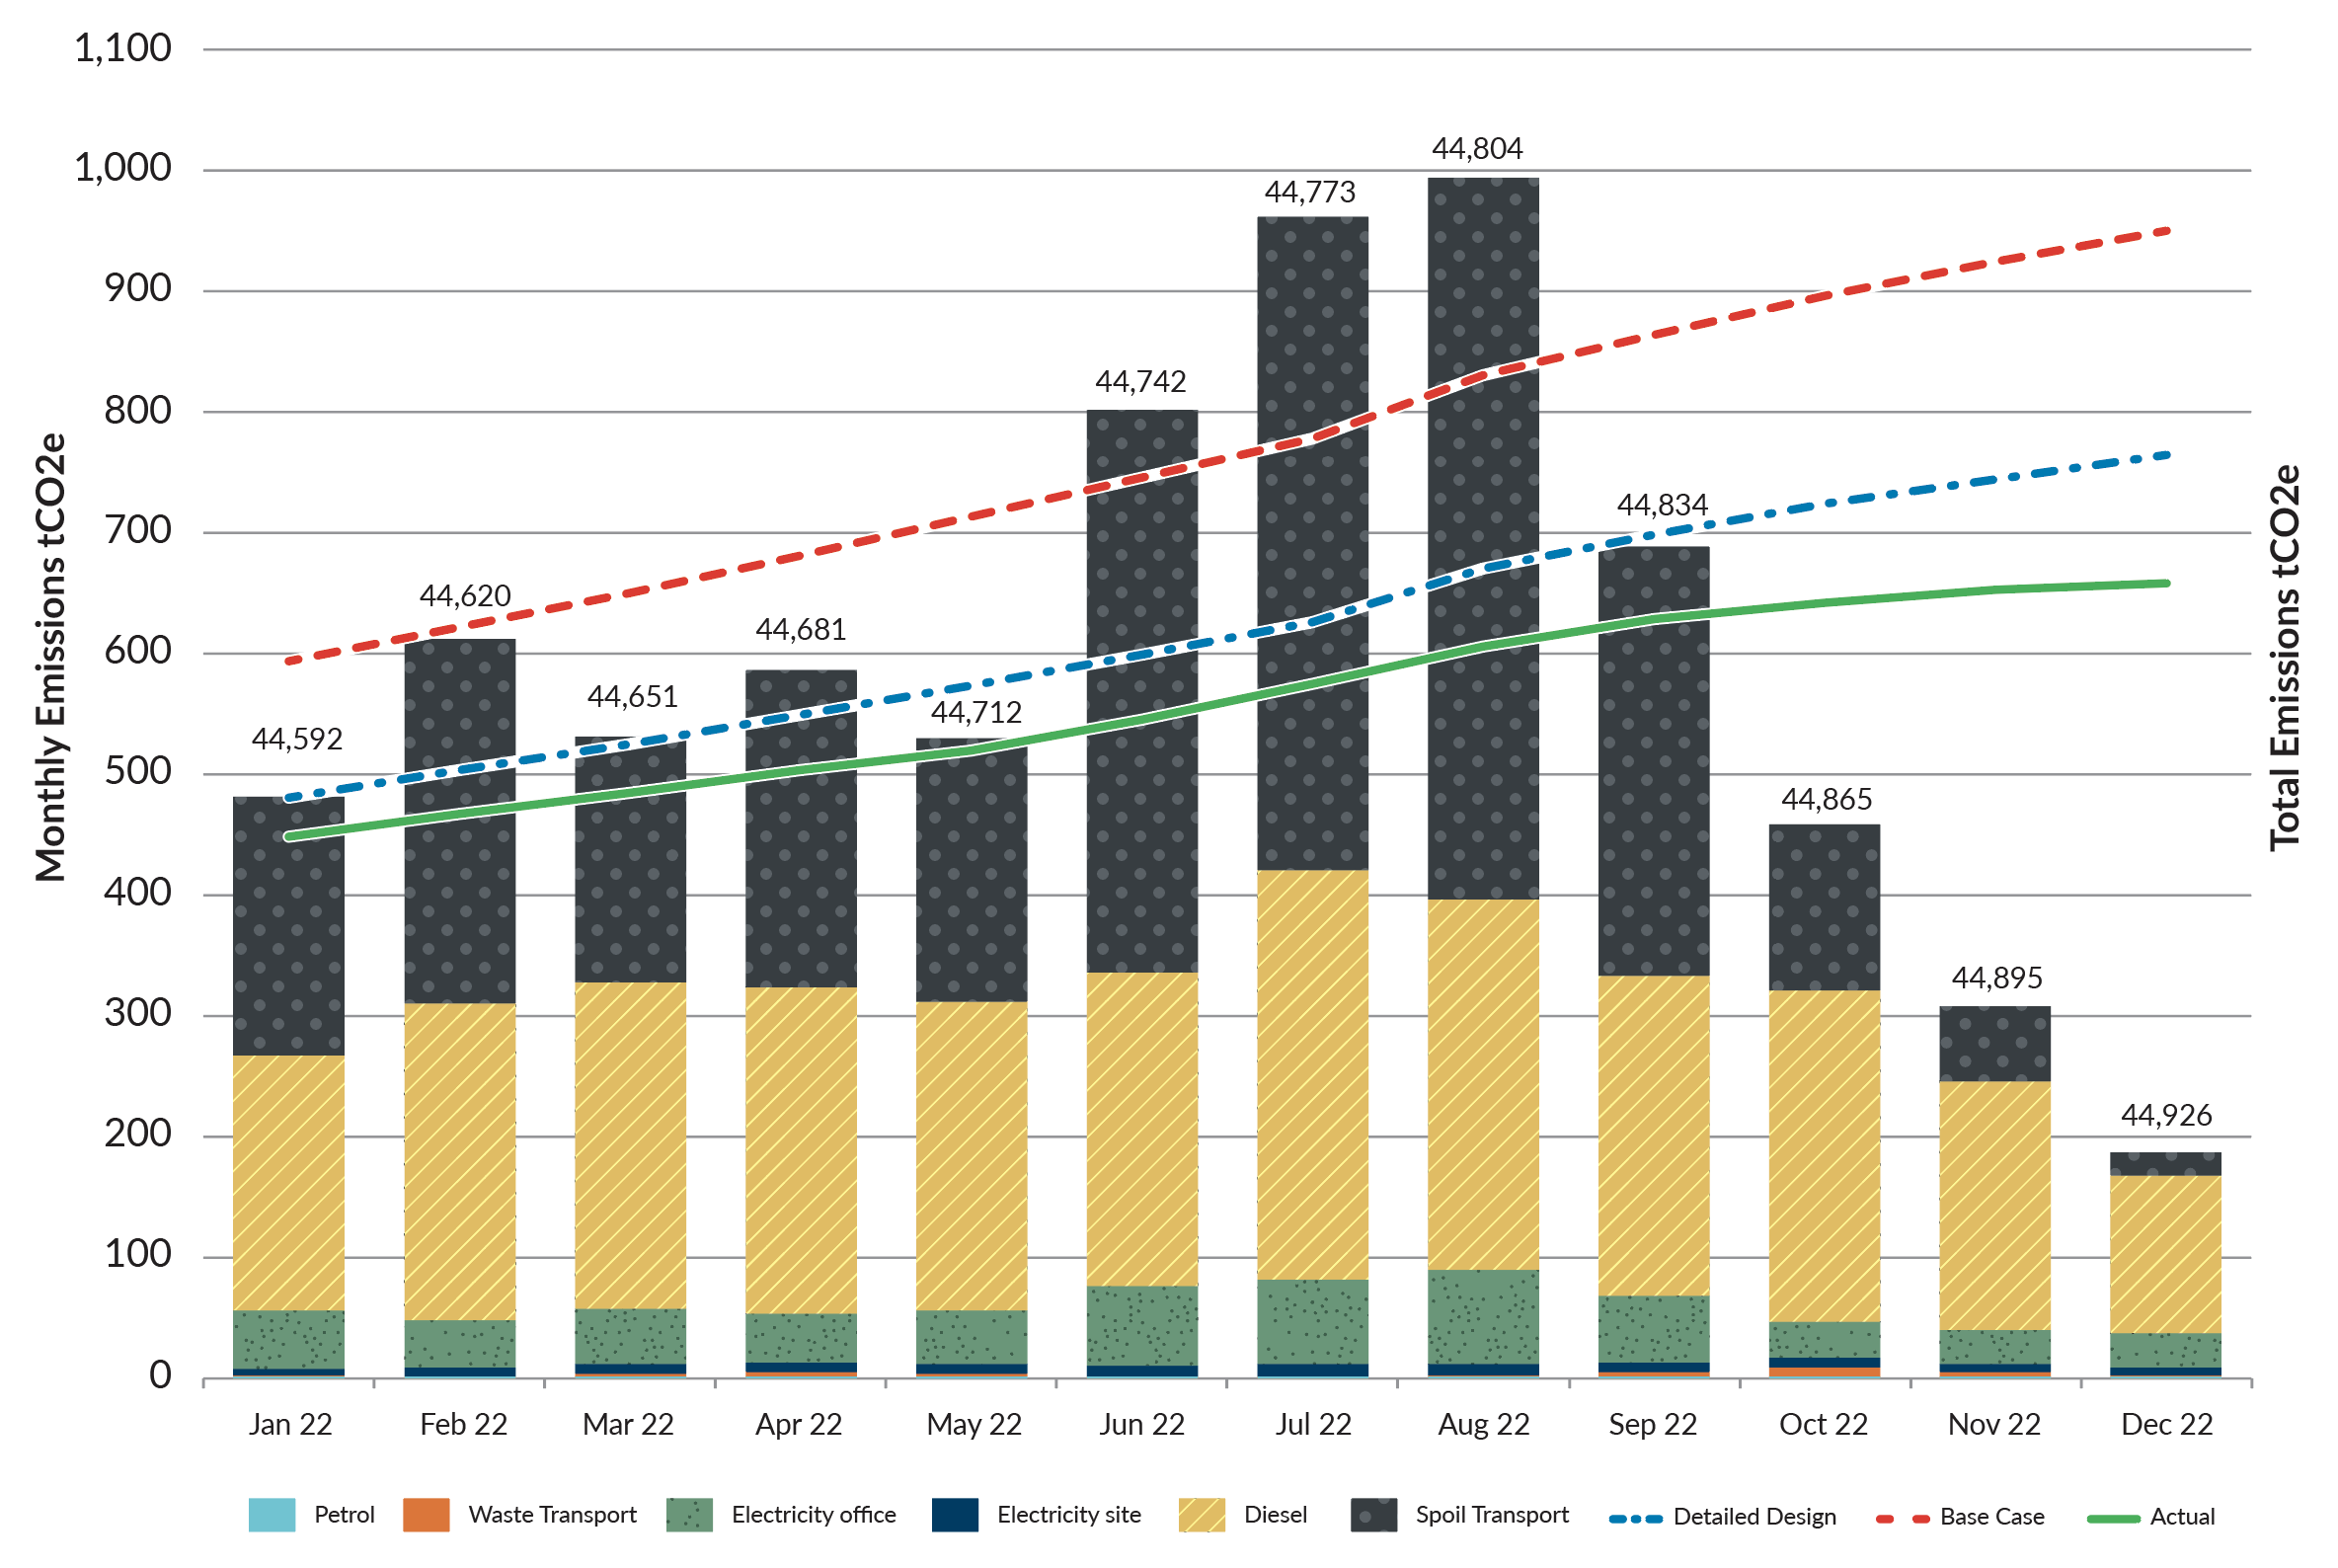 1,100
1,000
900
800
700
600
500
400
300
200
100
0
Monthly Emissions tCO2e
Total Emissions tCO2e
44,592
44,620
44,651
44,681
44,712
44,742
44,773
44,804
44,834
44,865
44,895
44,926
Jan 22
Feb 22
Mar 22
Apr 22
May 22
Jun 22
Jul 22
Aug 22
Sep 22
Oct 22
Nov 22
Dec 22
Petrol
Waste Transport
Electricity office
Electricity site
Diesel
Spoil Transport
Detailed Design
Base Case
Actual